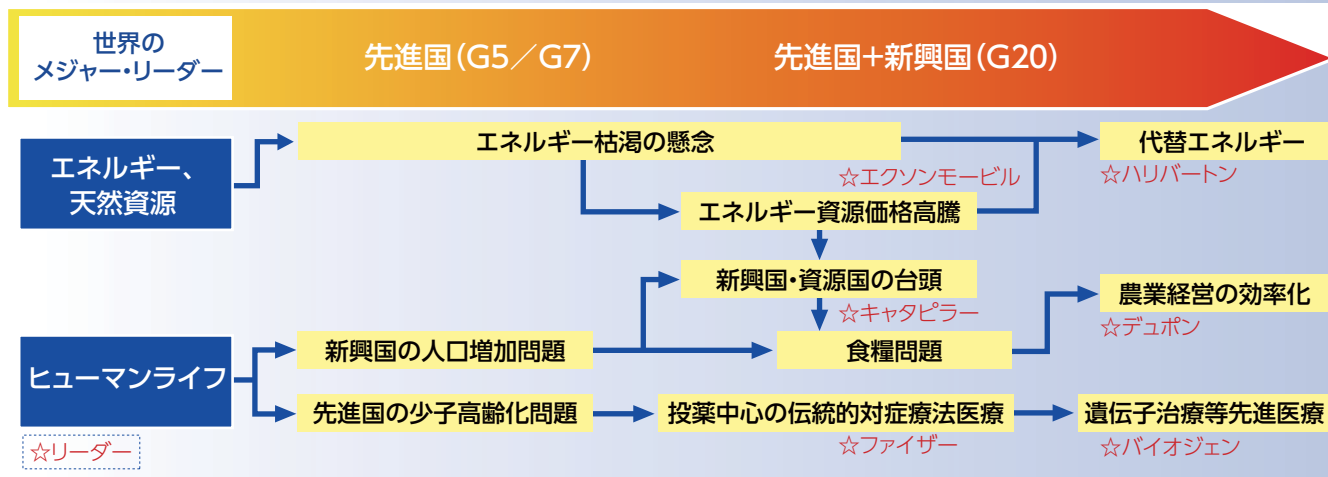 世界の
メジャー・リーダー
先進国(G5／G7)
先進国+新興国(G20)
エネルギー、
天然資源
エネルギー枯渇の懸念
代替エネルギー
☆エクソンモービル
☆ハリバートン
エネルギー資源価格高騰
新興国・資源国の台頭
☆キャタピラー
農業経営の効率化
☆デュポン
ヒューマンライフ
新興国の人口増加問題
食糧問題
先進国の少子高齢化問題
投薬中心の伝統的対症療法医療
遺伝子治療等先進医療
☆ファイザー
☆バイオジェン
☆リーダー